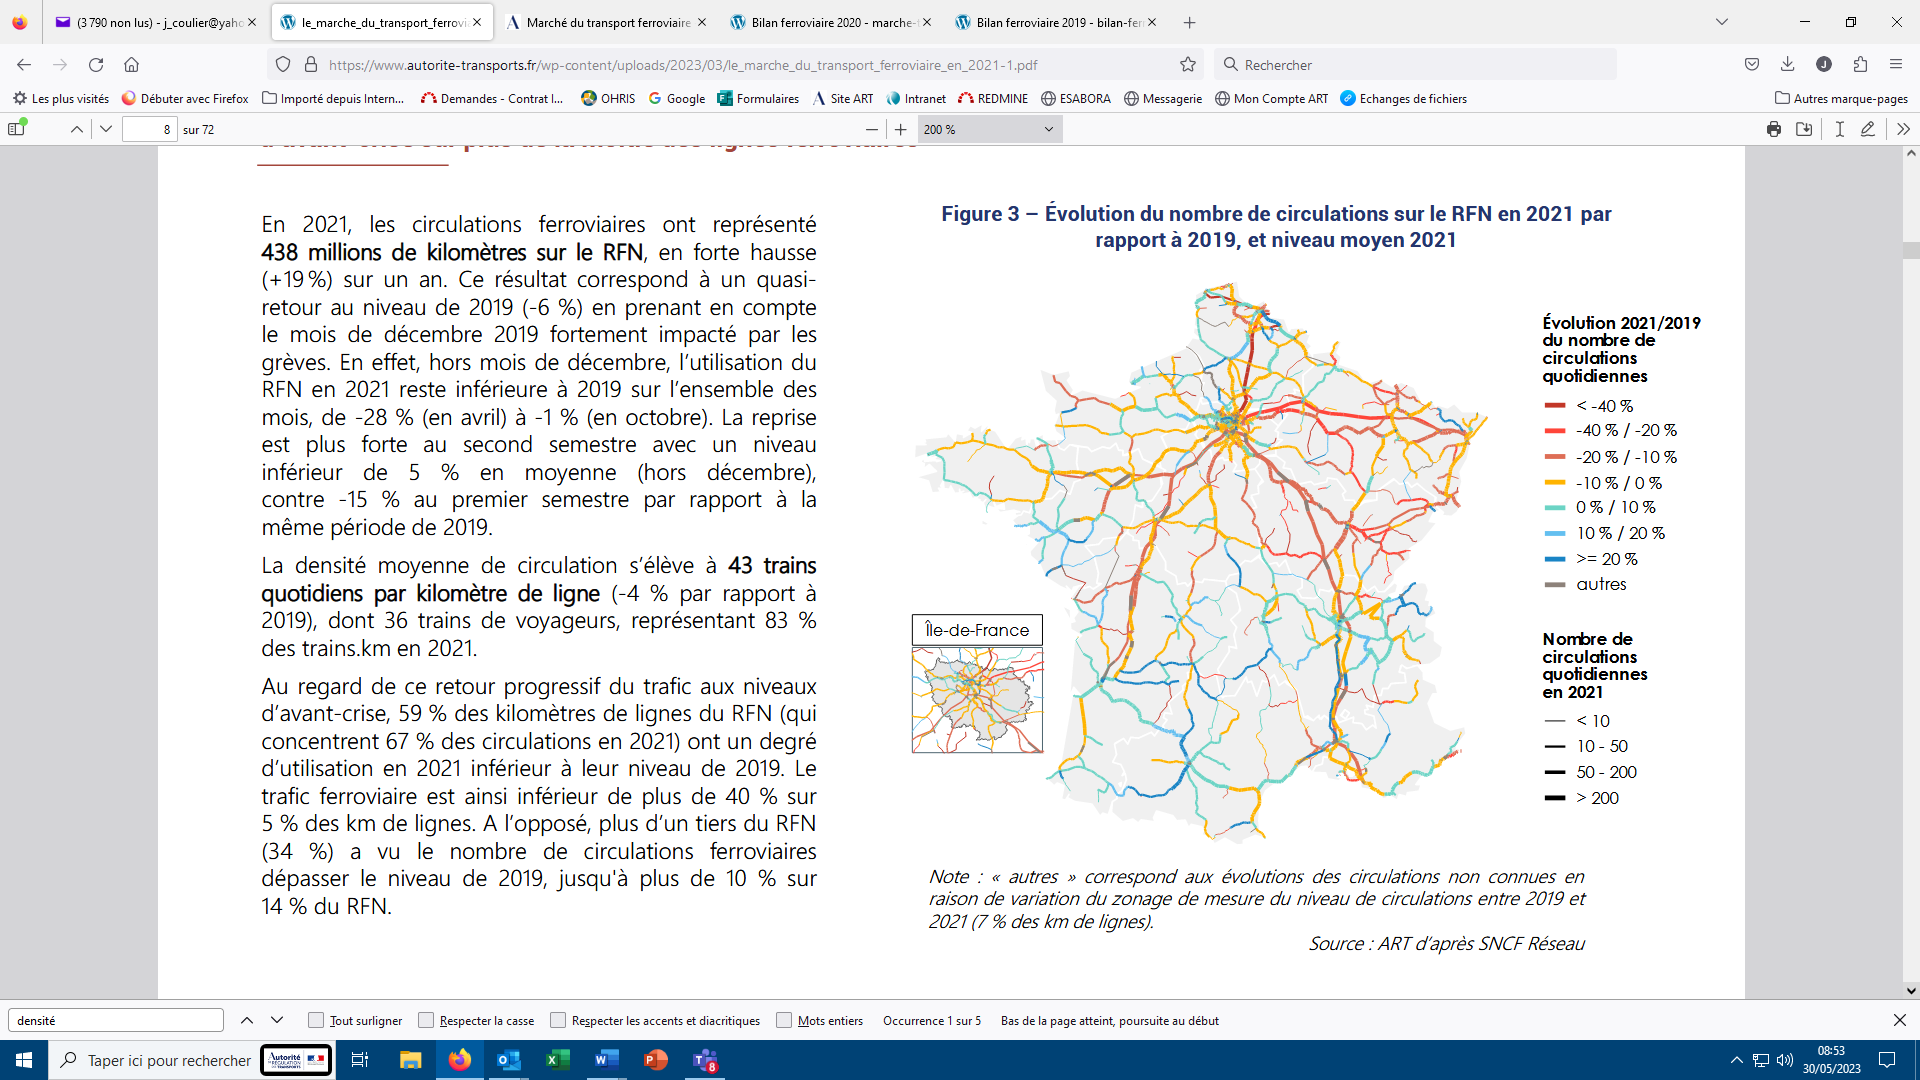 (3 790 non lus) - j_coulier@yaho
le_marche_du_transport_ferrovi
Marché du transport ferroviaire
Bilan ferroviaire 2020 - marche-f
Bilan ferroviaire 2019 - bilan-fer
https://www.autorite-transports.fr/wp-content/uploads/2023/03/le_marche_du_transport_ferroviaire_en_2021-1.pdf
Rechercher
J
Les plus visités
Débuter avec Firefox
Importé depuis Intern...
Demandes - Contrat I...
OHRIS
Google
Formulaires
Site ART
Intranet
REDMINE
ESABORA
Messagerie
Mon Compte ART
Echanges de fichiers
Autres marque-pages
8 sur 72
200 %
d'avant-crise sur plus de la moitié des lignes ferroviaires
En 2021, les circulations ferroviaires ont représenté
438 millions de kilomètres sur le RFN, en forte hausse
(+19 %) sur un an. Ce résultat correspond à un quasi-
retour au niveau de 2019 (-6 %) en prenant en compte
le mois de décembre 2019 fortement impacté par les
grèves. En effet, hors mois de décembre, l'utilisation du
RFN en 2021 reste inférieure à 2019 sur l'ensemble des
mois, de -28 % (en avril) à -1 % (en octobre). La reprise
est plus forte au second semestre avec un niveau
inférieur de 5 % en moyenne (hors décembre),
contre -15 % au premier semestre par rapport à la
même période de 2019.
La densité moyenne de circulation s'élève à 43 trains
quotidiens par kilomètre de ligne (-4 % par rapport à
2019), dont 36 trains de voyageurs, représentant 83 %
des trains.km en 2021.
Au regard de ce retour progressif du trafic aux niveaux
d'avant-crise, 59 % des kilomètres de lignes du RFN (qui
concentrent 67 % des circulations en 2021) ont un degré
d'utilisation en 2021 inférieur à leur niveau de 2019. Le
trafic ferroviaire est ainsi inférieur de plus de 40 % sur
5 % des km de lignes. A l'opposé, plus d'un tiers du RFN
(34 %) a vu le nombre de circulations ferroviaires
dépasser le niveau de 2019, jusqu'à plus de 10 % sur
14 % du RFN.
Figure 3 – Évolution du nombre de circulations sur le RFN en 2021 par
rapport à 2019, et niveau moyen 2021
Île-de-France
Évolution 2021/2019
du nombre de
circulations
quotidiennes
< -40 %
-40 % / -20 %
-20 % / -10 %
-10 % / 0 %
0 % / 10 %
10 % / 20 %
>= 20 %
autres
Nombre de
circulations
quotidiennes
en 2021
< 10
10 - 50
50 - 200
> 200
Note : « autres » correspond aux évolutions des circulations non connues en
raison de variation du zonage de mesure du niveau de circulations entre 2019 et
2021 (7 % des km de lignes).
Source : ART d'après SNCF Réseau
densité
Tout surligner
Respecter la casse
Respecter les accents et diacritiques
Mots entiers
Occurrence 1 sur 5
Bas de la page atteint, poursuite au début
Taper ici pour rechercher
Autorité
8
08:53
30/05/2023